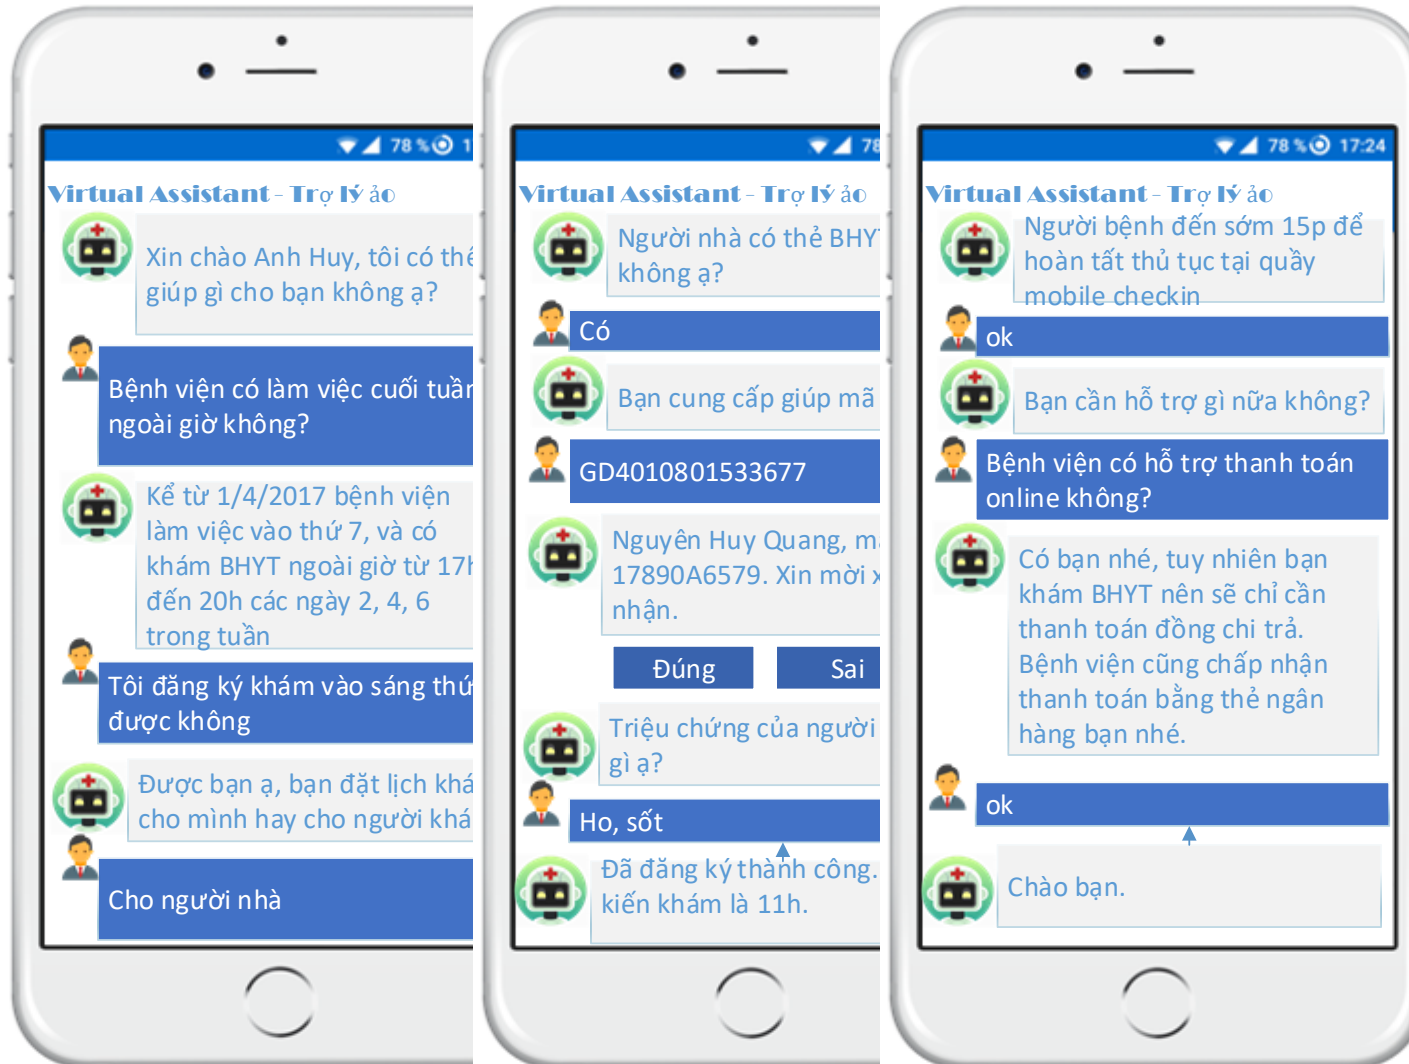 78 %
Virtual Assistant - Trợ lý ảo
Xin chào Anh Huy, tôi có thể
giúp gì cho bạn không ạ?
Bệnh viện có làm việc cuối tuần
ngoài giờ không?
Kể từ 1/4/2017 bệnh viện
làm việc vào thứ 7, và có
khám BHYT ngoài giờ từ 17h
đến 20h các ngày 2, 4, 6
trong tuần
Tôi đăng ký khám vào sáng thứ
được không
Được bạn ạ, bạn đặt lịch
cho mình hay cho người
Cho người nhà
78
Virtual Assistant - Trợ lý ảo
Người nhà có thẻ BHYT
không ạ?
Có
Bạn cung cấp giúp mã
GD4010801533677
Nguyên Huy Quang,
17890A6579. Xin mời
nhận.
Đúng
Sai
Triệu chứng của người
gì ạ?
Ho, sốt
Đã đăng ký thành công.
kiến khám là 11h.
78 % 17:24
Virtual Assistant - Trợ lý ảo
Người bệnh đến sớm 15p để
hoàn tất thủ tục tại quầy
mobile checkin
ok
Bạn cần hỗ trợ gì nữa không?
Bệnh viện có hỗ trợ thanh toán
online không?
Có bạn nhé, tuy nhiên bạn
khám BHYT nên sẽ chỉ cần
thanh toán đồng chi trả.
Bệnh viện cũng chấp nhận
thanh toán bằng thẻ ngân
hàng bạn nhé.
ok
Chào bạn.